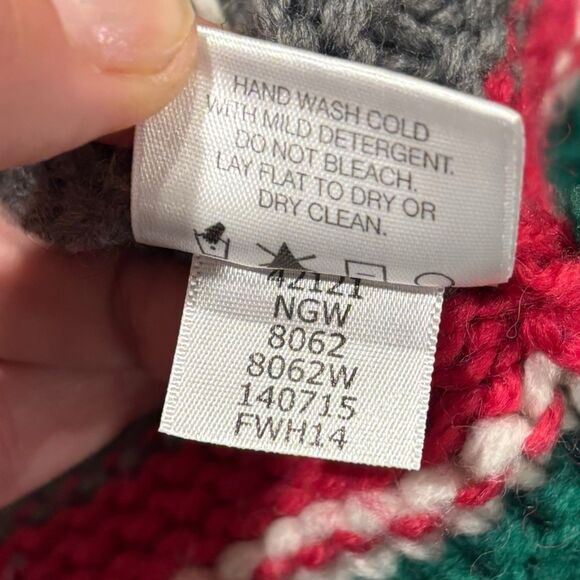 HAND WASH COLD
WITH MILD DETERGENT.
DO NOT BLEACH.
LAY FLAT TO DRY OR
DRY CLEAN.
42121
NGW
8062
8062W
140715
FWH14